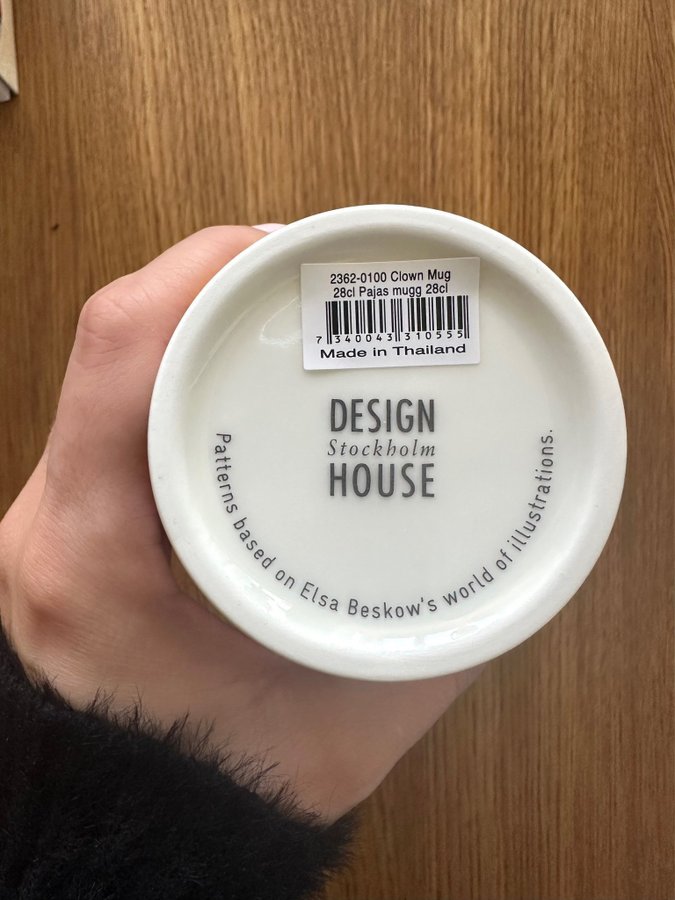 2362-0100 Clown Mug
28cl Pajas mugg 28cl
7 340043 310555
Made in Thailand
DESIGN
Stockholm
HOUSE
Patterns based on Elsa Beskow's world of illustrations.